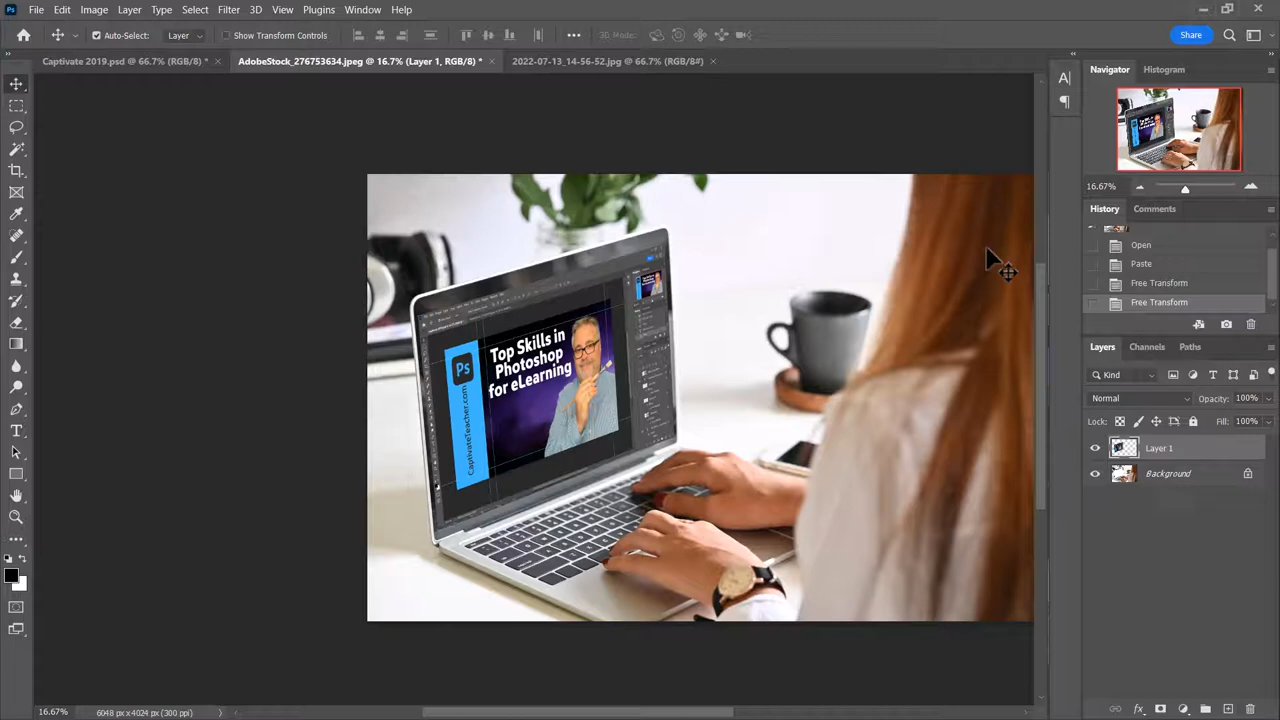 Ps File Edit Image Layer Type Select Filter 3D View Plugins Window Help
Auto-Select: Layer Show Transform Controls 3D Mode: Share
Captivate 2019.psd @ 66.7% (RGB/8) * × AdobeStock_276753634.jpeg @ 16.7% (Layer 1, RGB/8) * × 2022-07-13_14-56-52.jpg @ 66.7% (RGB/8#) ×
Navigator Histogram
16.67%
History Comments
Open
Paste
Free Transform
Free Transform
Layers Channels Paths
Kind
Normal Opacity: 100%
Lock: Fill: 100%
Layer 1
Background
Ps
CaptivateTeacher.com
Top Skills in
Photoshop
for eLearning
16.67% 6048 px x 4024 px (300 ppi)